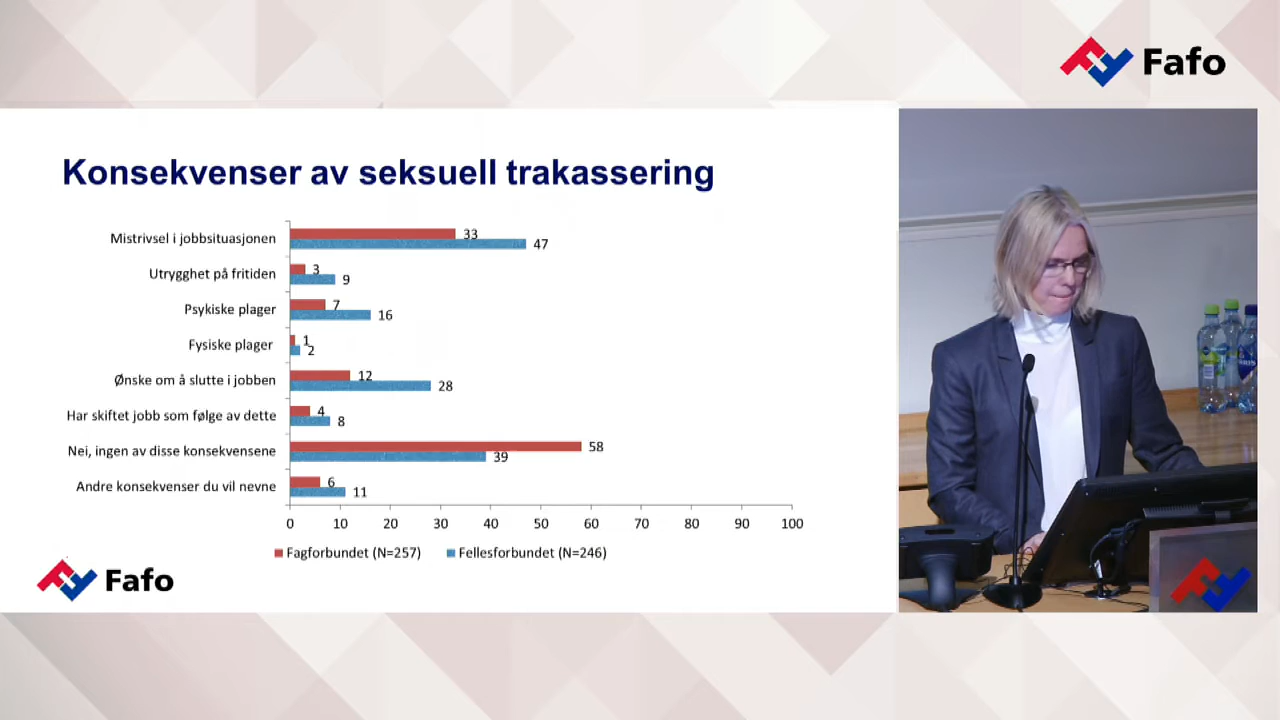 Fafo
Konsekvenser av seksuell trakassering
Mistrivsel i jobbsituasjonen
33
47
Utrygghet på fritiden
3
9
Psykiske plager
7
16
Fysiske plager
1
2
Ønske om å slutte i jobben
12
28
Har skiftet jobb som følge av dette
4
8
Nei, ingen av disse konsekvensene
58
39
Andre konsekvenser du vil nevne
6
11
0 10 20 30 40 50 60 70 80 90 100
Fagforbundet (N=257) Fellesforbundet (N=246)
Fafo